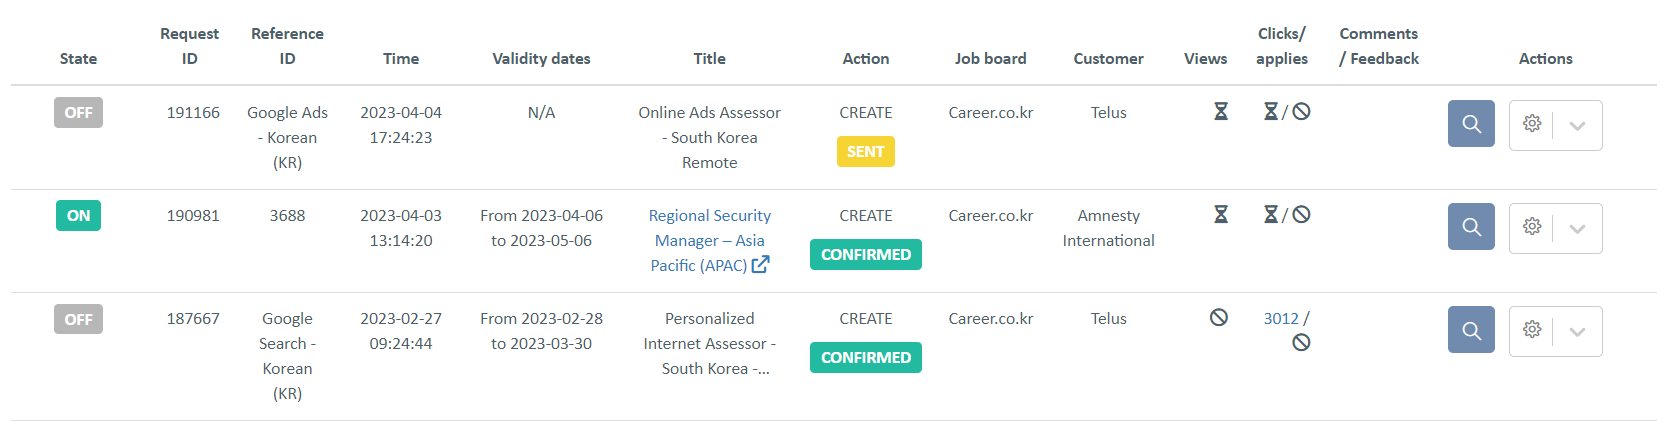 State Request ID Reference ID Time Validity dates Title Action Job board Customer Views Clicks/ applies Comments / Feedback Actions
OFF 191166 Google Ads 2023-04-04 N/A Online Ads Assessor CREATE Career.co.kr Telus /
- Korean 17:24:23 - South Korea SENT
(KR) Remote
ON 190981 3688 2023-04-03 From 2023-04-06 Regional Security CREATE Career.co.kr Amnesty /
13:14:20 to 2023-05-06 Manager – Asia CONFIRMED International
Pacific (APAC)
OFF 187667 Google 2023-02-27 From 2023-02-28 Personalized CREATE Career.co.kr Telus 3012 /
Search - 09:24:44 to 2023-03-30 Internet Assessor - CONFIRMED
Korean South Korea -...
(KR)